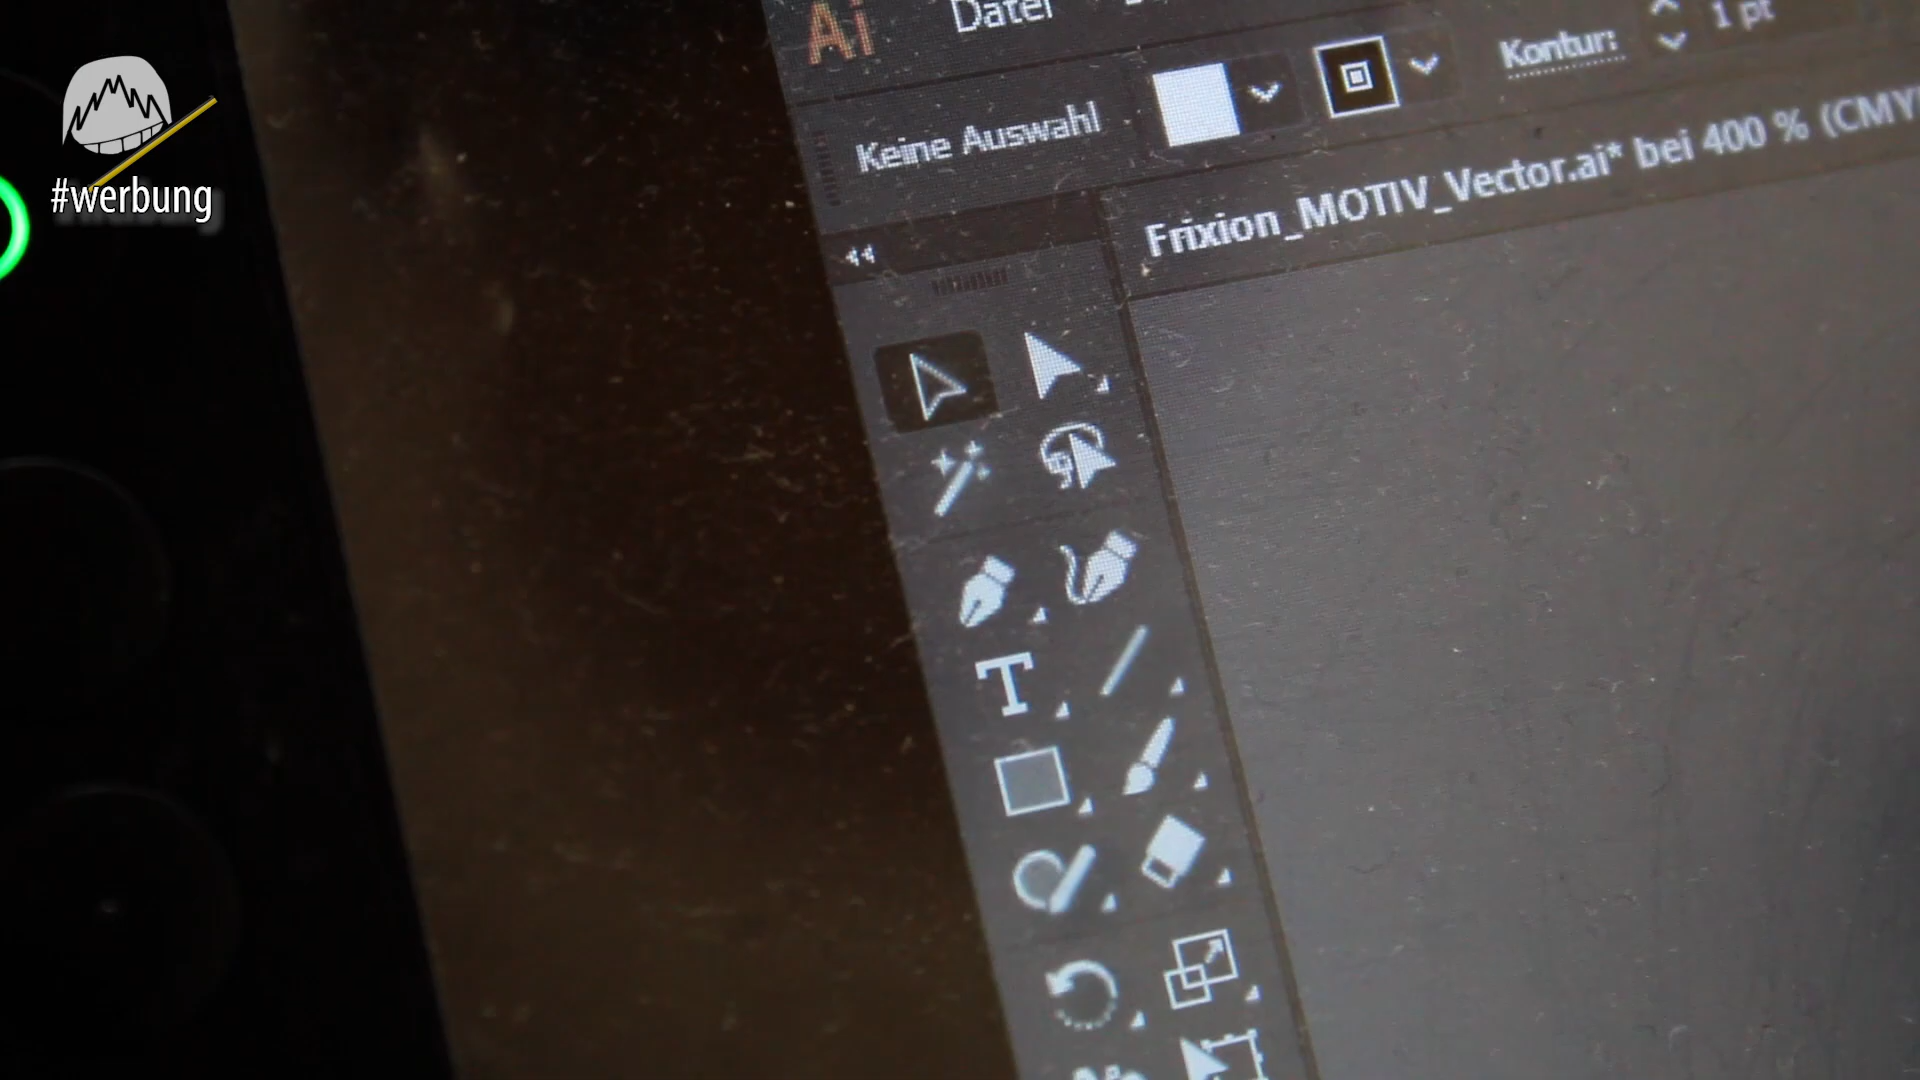 Ai Datei
Keine Auswahl Kontur: 1 pt
Frixion_MOTIV_Vector.ai* bei 400 % (CMY
T
#werbung